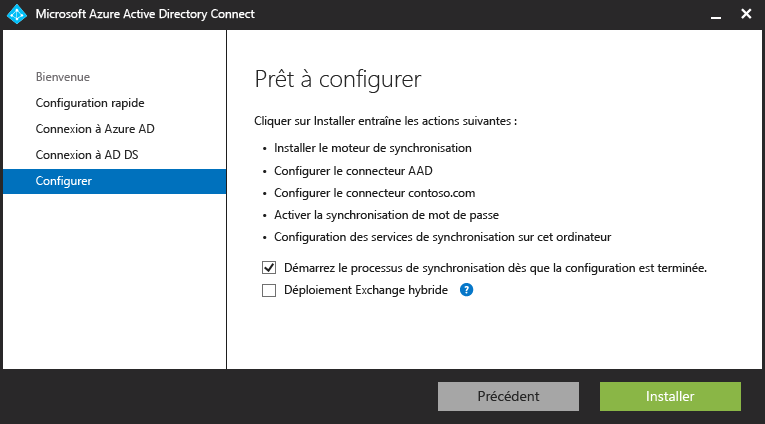 Microsoft Azure Active Directory Connect
Bienvenue
Configuration rapide
Connexion à Azure AD
Connexion à AD DS
Configurer
Prêt à configurer
Cliquer sur Installer entraîne les actions suivantes :
• Installer le moteur de synchronisation
• Configurer le connecteur AAD
• Configurer le connecteur contoso.com
• Activer la synchronisation de mot de passe
• Configuration des services de synchronisation sur cet ordinateur
Démarrez le processus de synchronisation dès que la configuration est terminée.
Déploiement Exchange hybride ?
Précédent
Installer